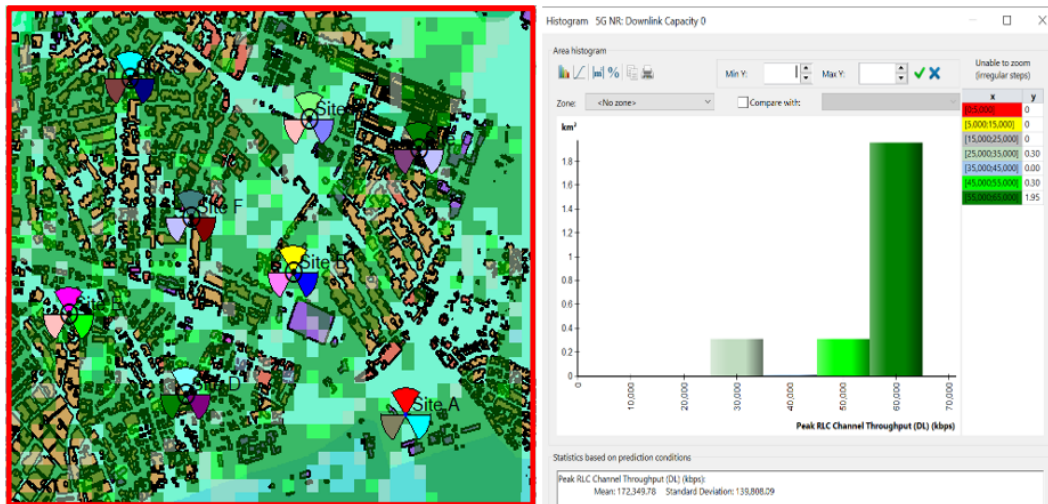 Site
Site F
Site B
Site D
Site A
Histogram 5G NR: Downlink Capacity 0
Area histogram
Min Y:
Max Y:
Unable to zoom
(irregular steps)
Zone: <No zone>
Compare with:
x y
[0;5,000] 0
[5,000;15,000] 0
[15,000;25,000] 0
[25,000;35,000] 0.30
[35,000;45,000] 0.00
[45,000;55,000] 0.30
[55,000;65,000] 1.95
km²
1.8
1.6
1.4
1.2
1
0.8
0.6
0.4
0.2
0
0 10,000 20,000 30,000 40,000 50,000 60,000 70,000
Peak RLC Channel Throughput (DL) (kbps)
Statistics based on prediction conditions
Peak RLC Channel Throughput (DL) (kbps):
Mean: 172,349.78 Standard Deviation: 139,808.09